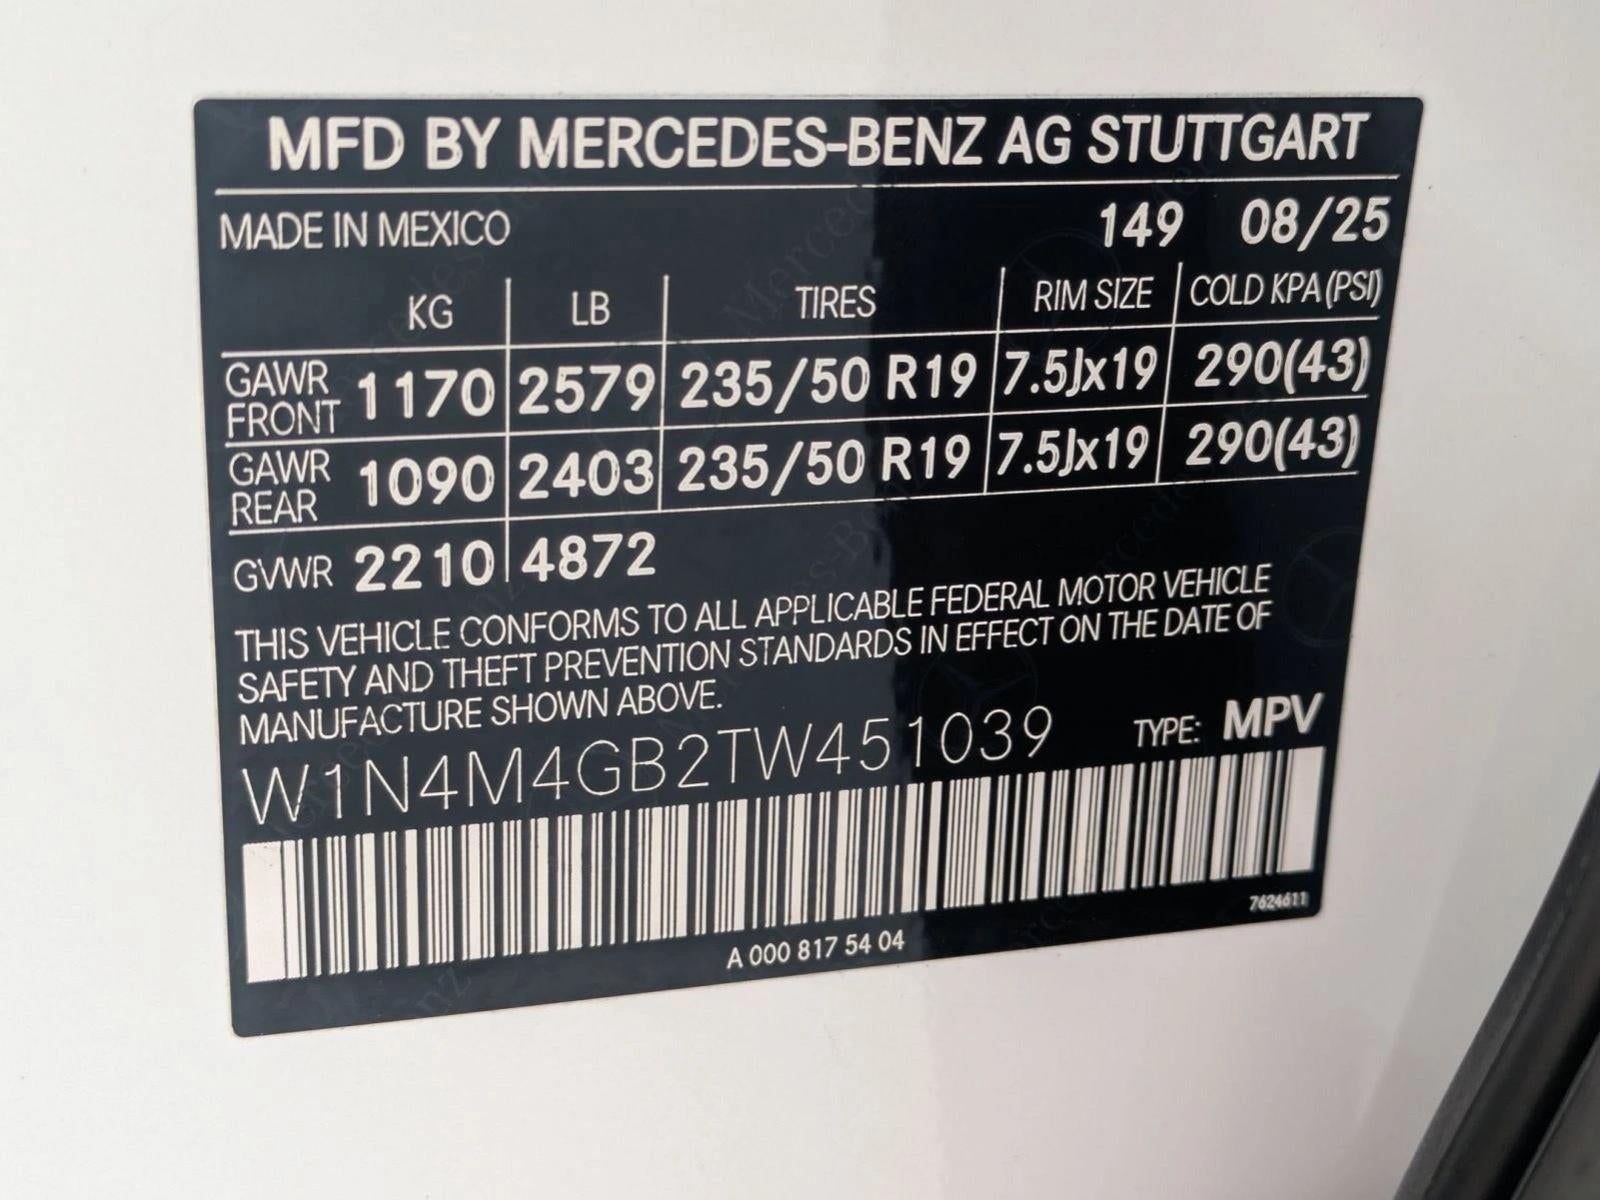 MFD BY MERCEDES-BENZ AG STUTTGART
MADE IN MEXICO 149 08/25
KG LB TIRES RIM SIZE COLD KPA(PSI)
GAWR FRONT 1170 2579 235/50 R19 7.5Jx19 290(43)
GAWR REAR 1090 2403 235/50 R19 7.5Jx19 290(43)
GVWR 2210 4872
THIS VEHICLE CONFORMS TO ALL APPLICABLE FEDERAL MOTOR VEHICLE
SAFETY AND THEFT PREVENTION STANDARDS IN EFFECT ON THE DATE OF
MANUFACTURE SHOWN ABOVE.
W1N4M4GB2TW451039 TYPE: MPV
7624611
A 000 817 54 04